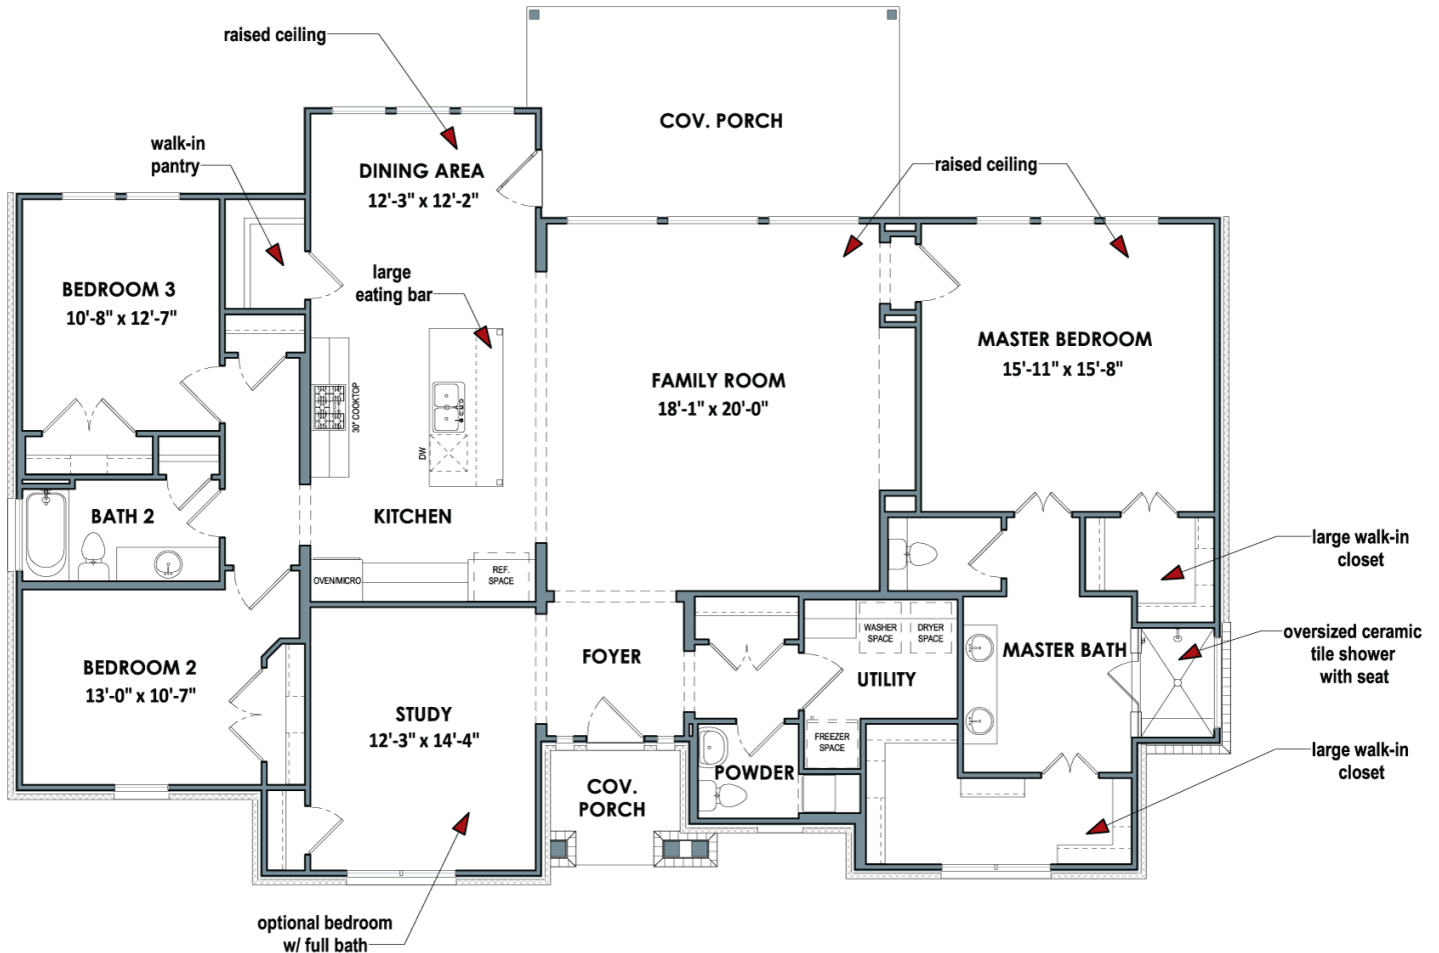 raised ceiling
COV. PORCH
walk-in
pantry
DINING AREA
12'-3" x 12'-2"
raised ceiling
large
eating bar
BEDROOM 3
10'-8" x 12'-7"
MASTER BEDROOM
15'-11" x 15'-8"
FAMILY ROOM
18'-1" x 20'-0"
30" COOKTOP
DW
BATH 2
KITCHEN
large walk-in
closet
OVEN/MICRO
REF.
SPACE
WASHER
SPACE
DRYER
SPACE
oversized ceramic
tile shower
with seat
BEDROOM 2
13'-0" x 10'-7"
FOYER
MASTER BATH
UTILITY
STUDY
12'-3" x 14'-4"
FREEZER
SPACE
POWDER
COV.
PORCH
large walk-in
closet
optional bedroom
w/ full bath